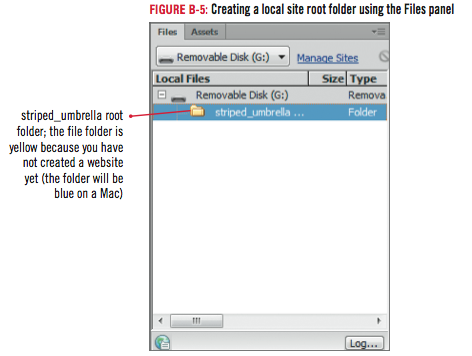 FIGURE B-5: Creating a local site root folder using the Files panel
Files Assets
Removable Disk (G:) Manage Sites
Local Files Size Type
Removable Disk (G:) Remova
striped_umbrella ... Folder
striped_umbrella root
folder; the file folder is
yellow because you have
not created a website
yet (the folder will be
blue on a Mac)
Log...